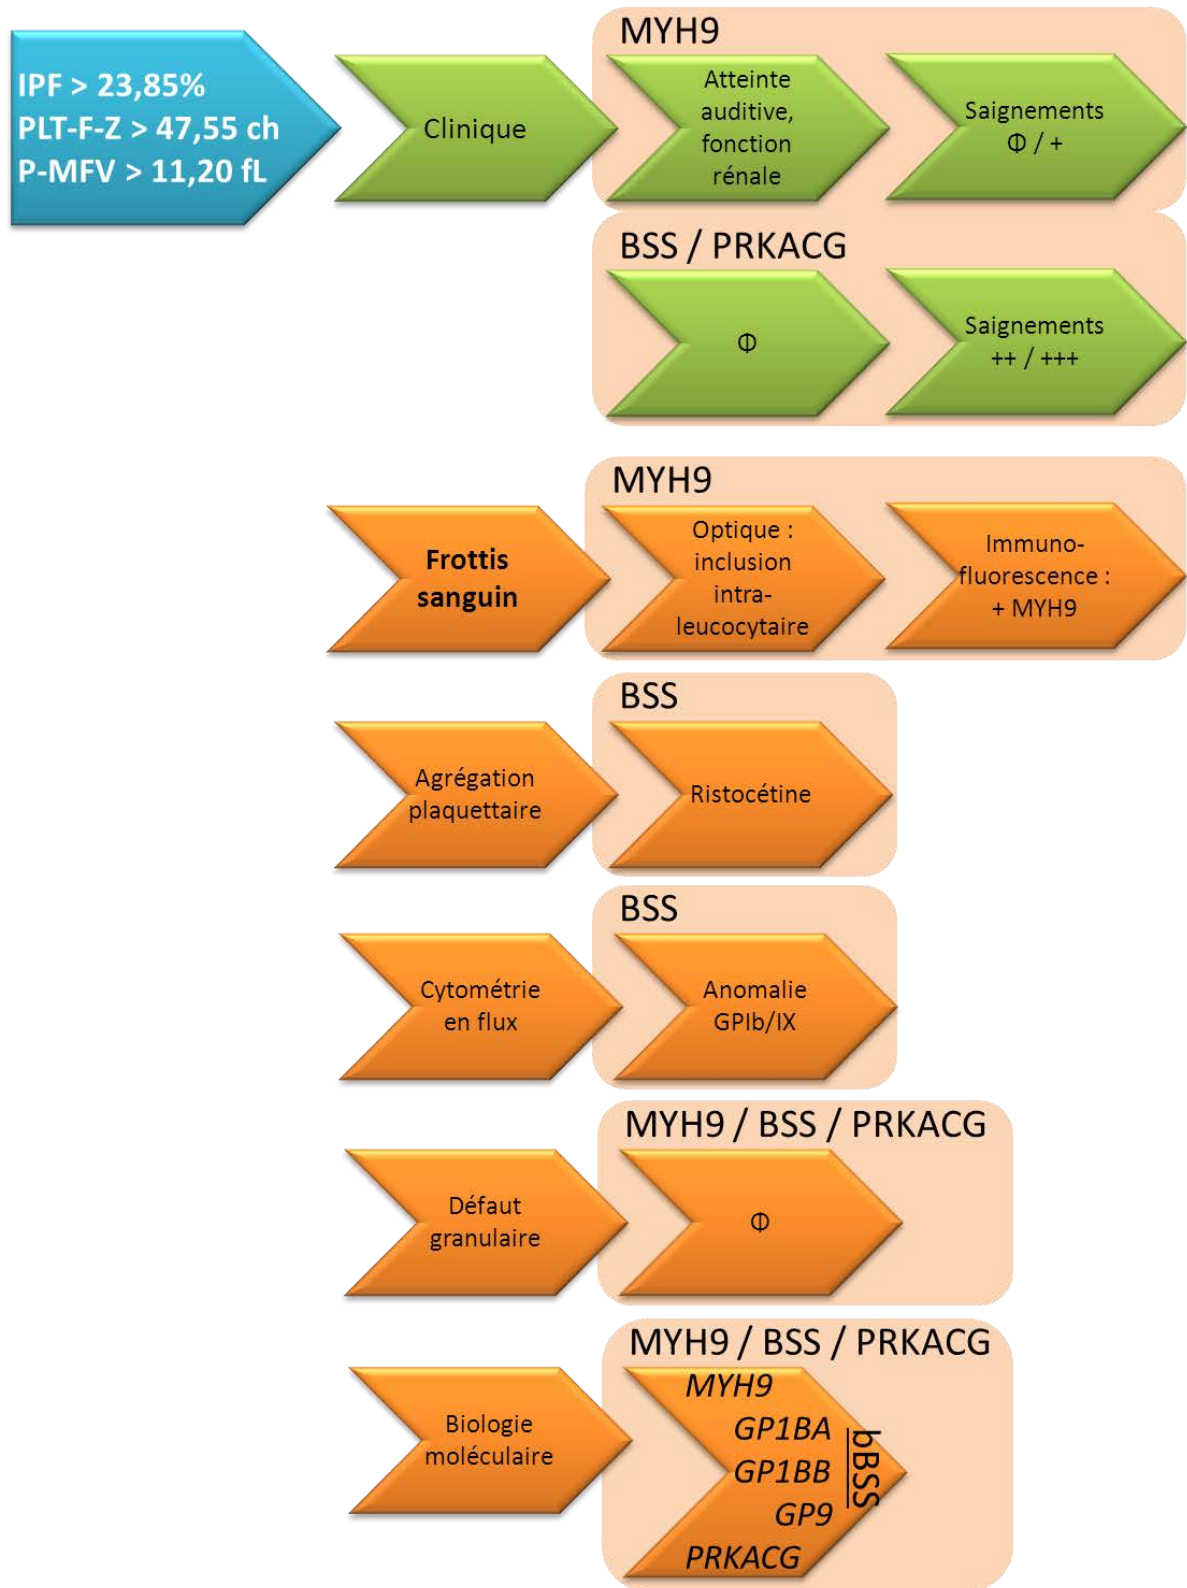 IPF > 23,85%
PLT-F-Z > 47,55 ch
P-MFV > 11,20 fL
Clinique
MYH9
Atteinte
auditive,
fonction
rénale
Saignements
Φ / +
BSS / PRKACG
Φ
Saignements
++ / +++
Frottis
sanguin
MYH9
Optique :
inclusion
intra-
leucocytaire
Immuno-
fluorescence :
+ MYH9
Agrégation
plaquettaire
BSS
Ristocétine
Cytométrie
en flux
BSS
Anomalie
GPIb/IX
Défaut
granulaire
MYH9 / BSS / PRKACG
Φ
Biologie
moléculaire
MYH9 / BSS / PRKACG
MYH9
GP1BA
GP1BB
GP9
PRKACG
bBSS